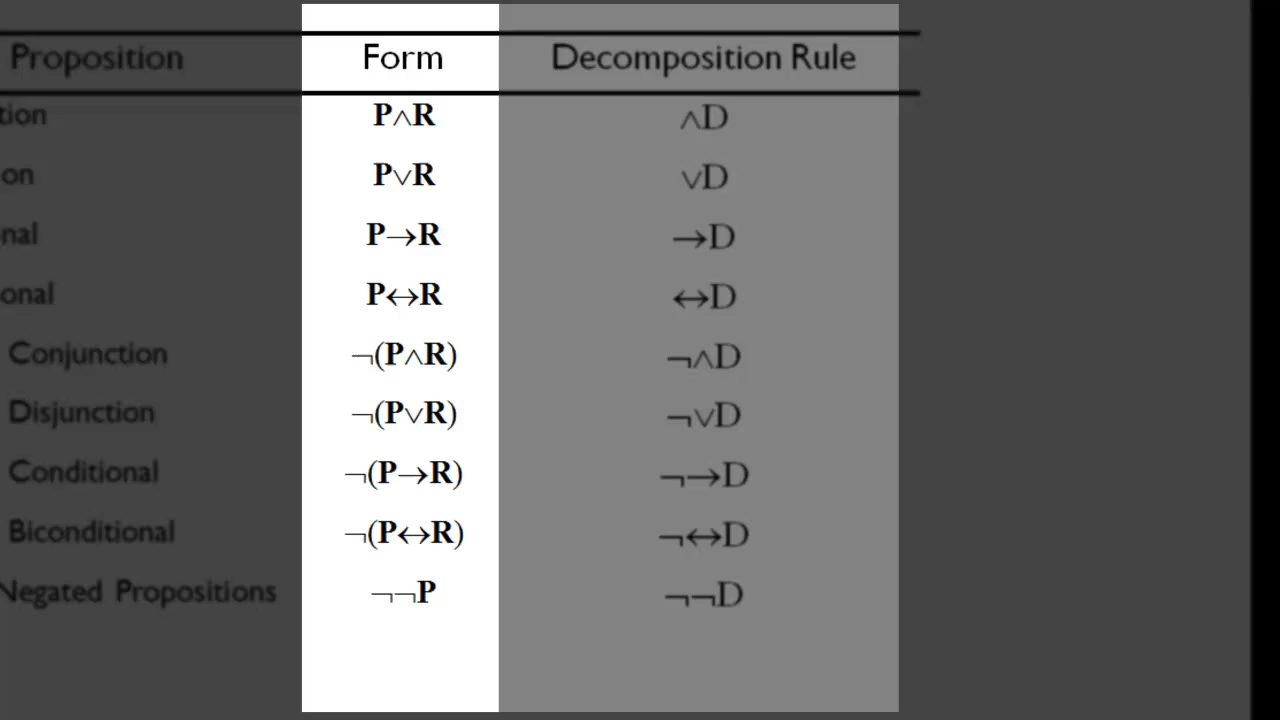 Proposition Form Decomposition Rule
tion P∧R ∧D
on P∨R ∨D
nal P→R →D
onal P↔R ↔D
Conjunction ¬(P∧R) ¬∧D
Disjunction ¬(P∨R) ¬∨D
Conditional ¬(P→R) ¬→D
Biconditional ¬(P↔R) ¬↔D
Negated Propositions ¬¬P ¬¬D